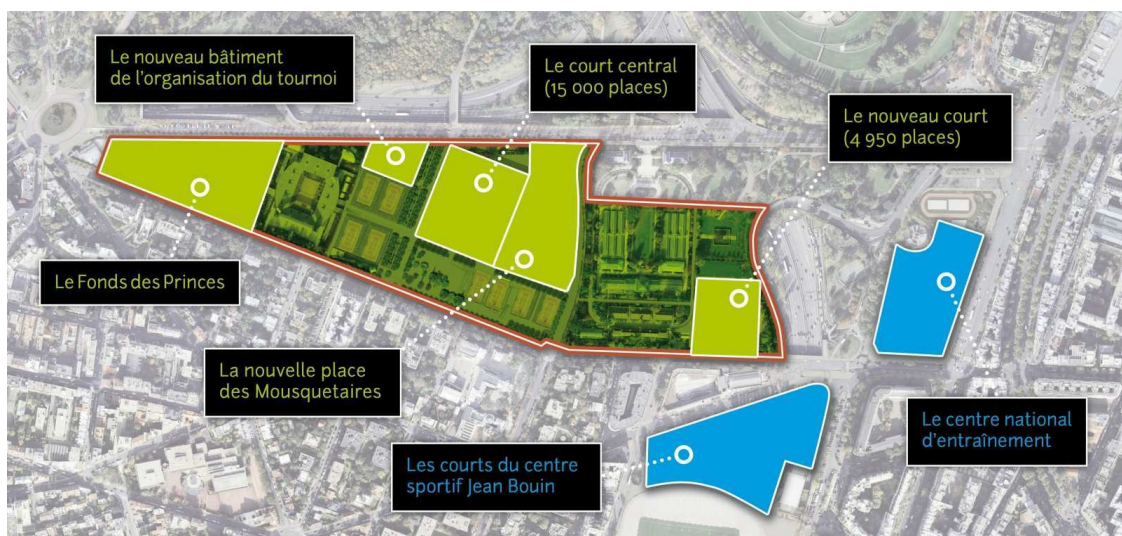 Le nouveau bâtiment
de l'organisation du tournoi
Le court central
(15 000 places)
Le nouveau court
(4 950 places)
Le Fonds des Princes
La nouvelle place
des Mousquetaires
Les courts du centre
sportif Jean Bouin
Le centre national
d'entraînement